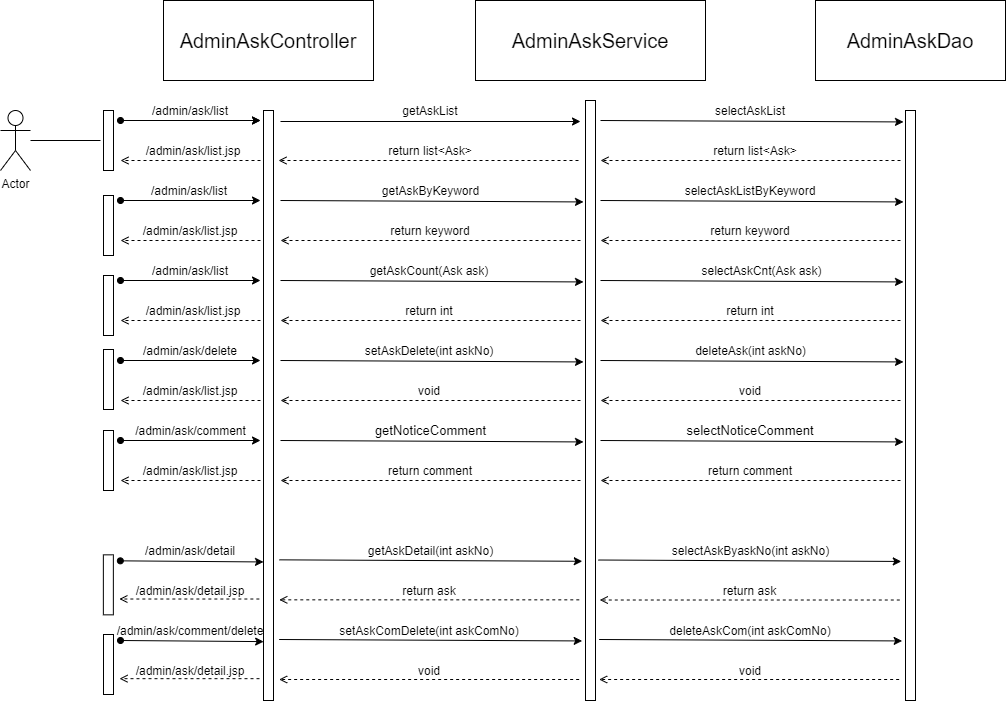 AdminAskController
AdminAskService
AdminAskDao
Actor
/admin/ask/list
getAskList
selectAskList
/admin/ask/list.jsp
return list<Ask>
return list<Ask>
/admin/ask/list
getAskByKeyword
selectAskListByKeyword
/admin/ask/list.jsp
return keyword
return keyword
/admin/ask/list
getAskCount(Ask ask)
selectAskCnt(Ask ask)
/admin/ask/list.jsp
return int
return int
/admin/ask/delete
setAskDelete(int askNo)
deleteAsk(int askNo)
/admin/ask/list.jsp
void
void
/admin/ask/comment
getNoticeComment
selectNoticeComment
/admin/ask/list.jsp
return comment
return comment
/admin/ask/detail
getAskDetail(int askNo)
selectAskByaskNo(int askNo)
/admin/ask/detail.jsp
return ask
return ask
/admin/ask/comment/delete
setAskComDelete(int askComNo)
deleteAskCom(int askComNo)
/admin/ask/detail.jsp
void
void